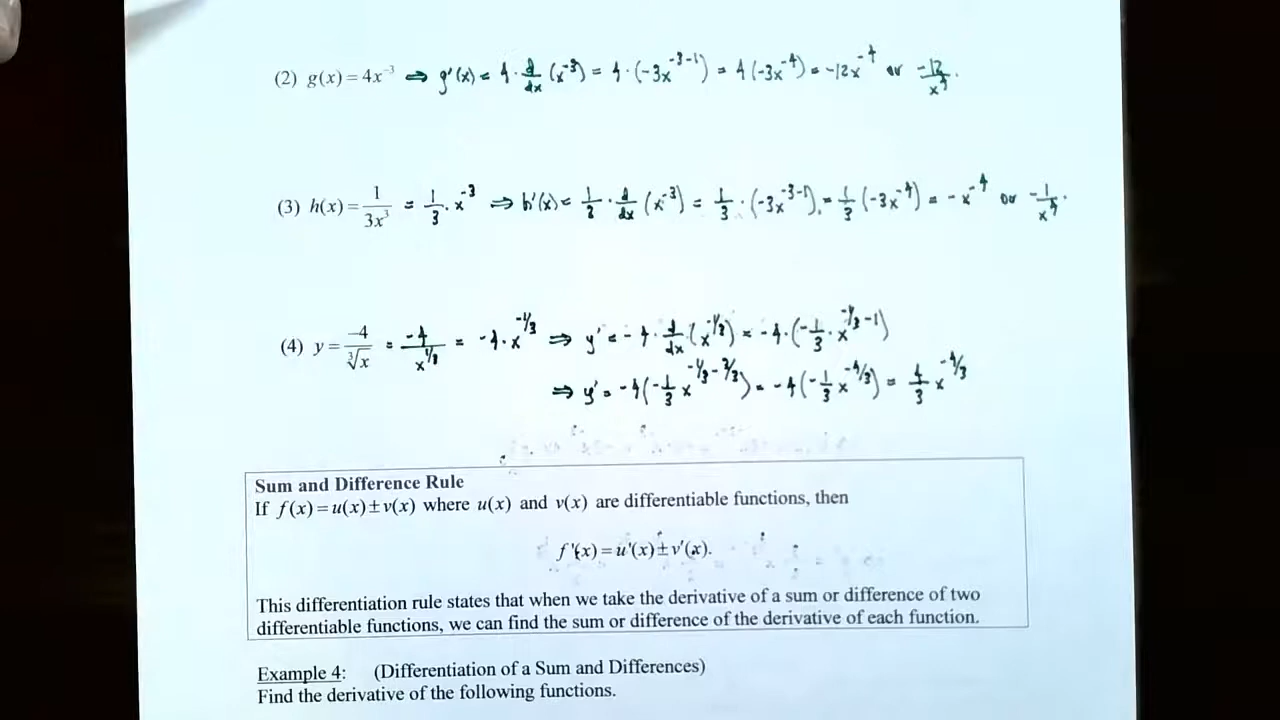 (2) g(x) = 4x⁻³ ⇒ g'(x) = 4 · d/dx (x⁻³) = 4 · (-3x⁻³⁻¹) = 4(-3x⁻⁴) = -12x⁻⁴ or -12/x⁴.
(3) h(x) = 1/(3x³) = 1/3 · x⁻³ ⇒ h'(x) = 1/3 · d/dx (x⁻³) = 1/3 · (-3x⁻³⁻¹) = 1/3 (-3x⁻⁴) = -x⁻⁴ or -1/x⁴.
(4) y = -4/∛x = -4/x^(1/3) = -4 · x^(-1/3) ⇒ y' = -4 · d/dx (x^(-1/3)) = -4 · (-1/3 · x^(-1/3 - 1))
⇒ y' = -4(-1/3 x^(-1/3 - 3/3)) = -4(-1/3 x^(-4/3)) = 4/3 x^(-4/3)
Sum and Difference Rule
If f(x) = u(x) ± v(x) where u(x) and v(x) are differentiable functions, then
f'(x) = u'(x) ± v'(x).
This differentiation rule states that when we take the derivative of a sum or difference of two
differentiable functions, we can find the sum or difference of the derivative of each function.
Example 4: (Differentiation of a Sum and Differences)
Find the derivative of the following functions.